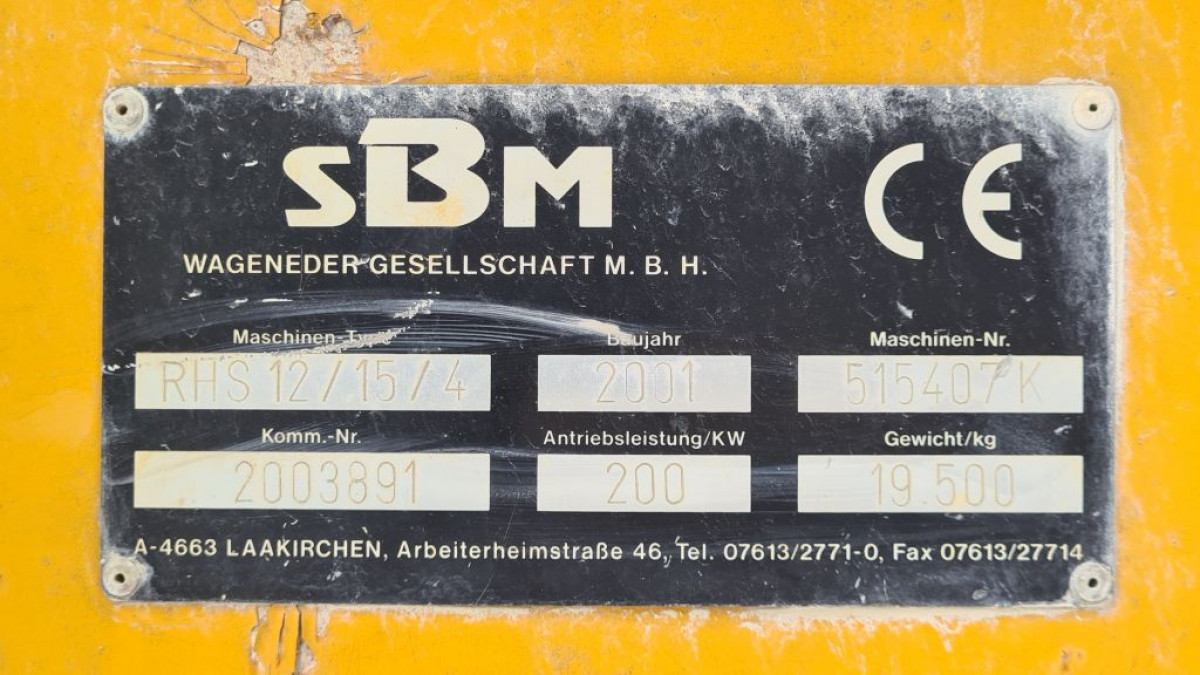 SBM
CE
WAGENEDER GESELLSCHAFT M. B. H.
Maschinen-Type Baujahr Maschinen-Nr.
RHS 12/15/4 2001 515407 K
Komm.-Nr. Antriebsleistung/KW Gewicht/kg
2003891 200 19.500
A-4663 LAAKIRCHEN, Arbeiterheimstraße 46, Tel. 07613/2771-0, Fax 07613/27714